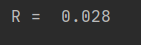 R =  0.028